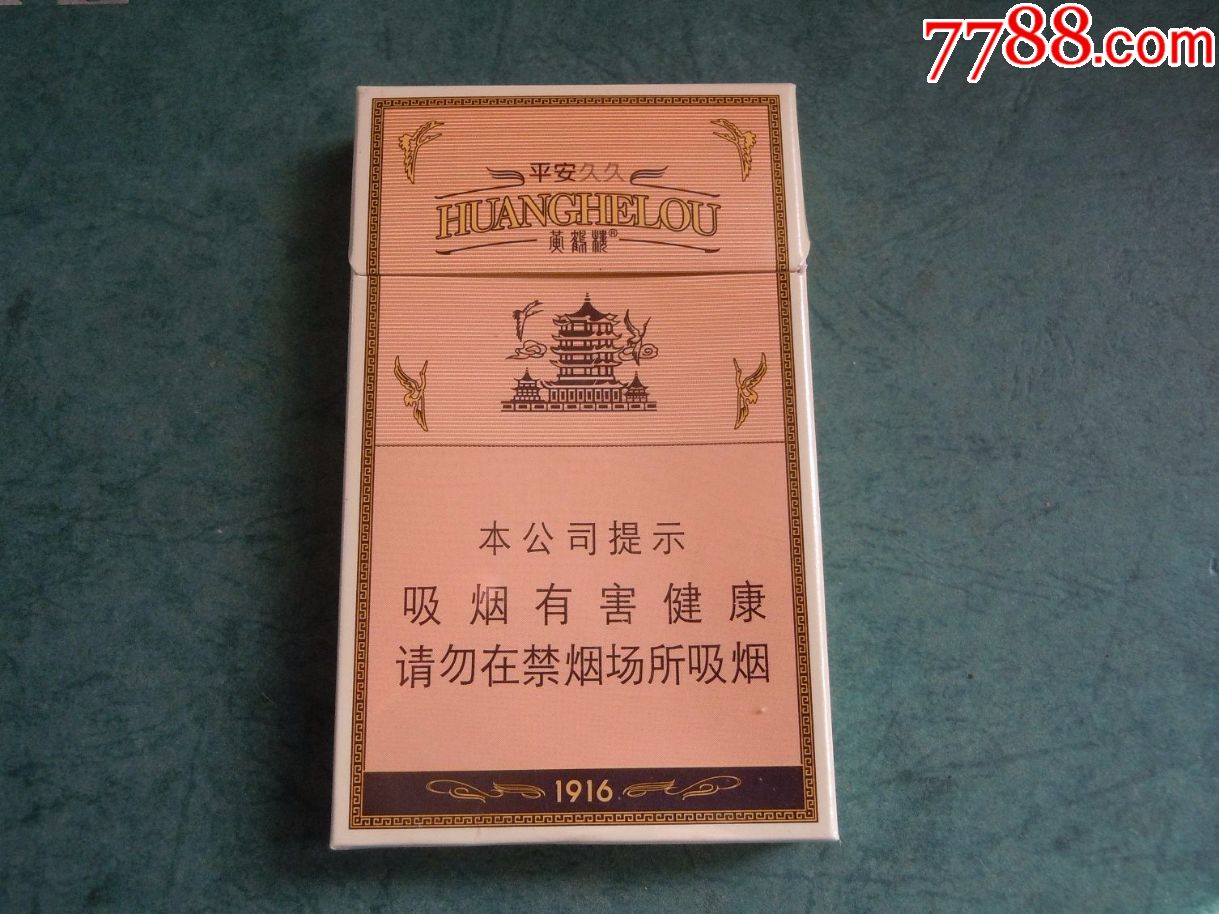 7788.com
平安久久
HUANGHELOU
黄鹤楼®
本公司提示
吸烟有害健康
请勿在禁烟场所吸烟
1916